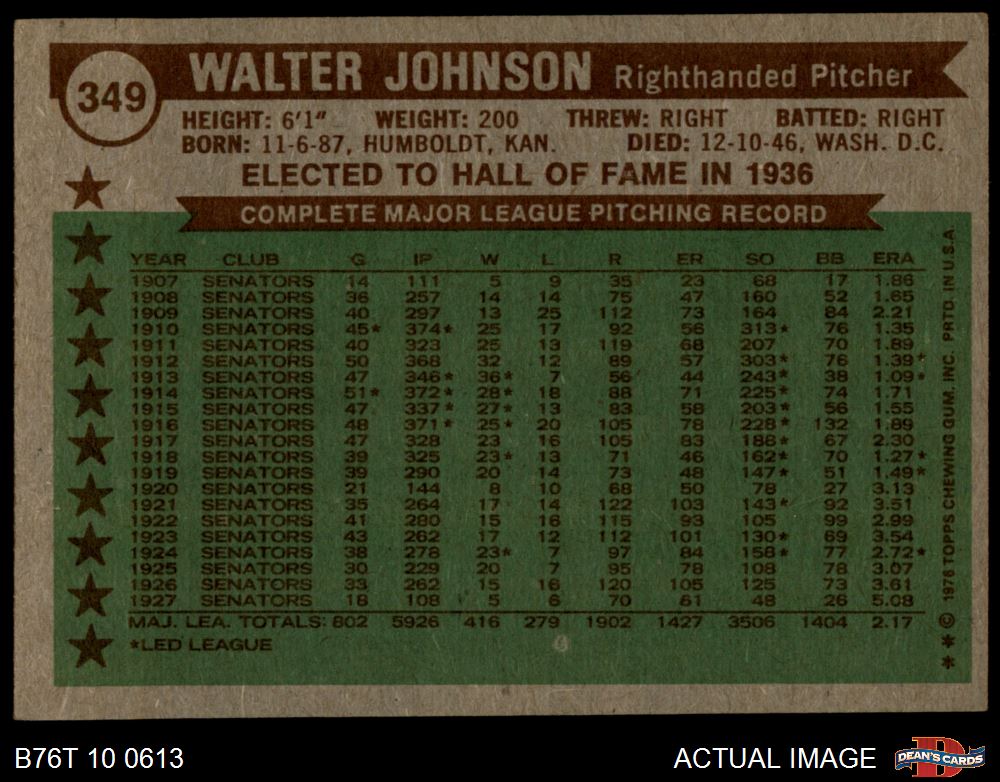 349
WALTER JOHNSON Righthanded Pitcher
HEIGHT: 6'1" WEIGHT: 200 THREW: RIGHT BATTED: RIGHT
BORN: 11-6-87, HUMBOLDT, KAN. DIED: 12-10-46, WASH. D.C.
ELECTED TO HALL OF FAME IN 1936
COMPLETE MAJOR LEAGUE PITCHING RECORD
YEAR CLUB G IP W L R ER SO BB ERA
1907 SENATORS 14 111 5 9 35 23 68 17 1.86
1908 SENATORS 36 257 14 14 75 47 160 52 1.65
1909 SENATORS 40 297 13 25 112 73 164 84 2.21
1910 SENATORS 45* 374* 25 17 92 56 313* 76 1.35
1911 SENATORS 40 323 25 13 119 68 207 70 1.89
1912 SENATORS 50 368 32 12 89 57 303* 76 1.39*
1913 SENATORS 47 346* 36* 7 56 44 243* 38 1.09*
1914 SENATORS 51* 372* 28* 18 88 71 225* 74 1.71
1915 SENATORS 47 337* 27* 13 83 58 203* 56 1.55
1916 SENATORS 48 371* 25* 20 105 78 228* 132 1.89
1917 SENATORS 47 328 23 16 105 83 188* 67 2.30
1918 SENATORS 39 325 23* 13 71 46 162* 70 1.27*
1919 SENATORS 39 290 20 14 73 48 147* 51 1.49*
1920 SENATORS 21 144 8 10 68 50 78 27 3.13
1921 SENATORS 35 264 17 14 122 103 143* 92 3.51
1922 SENATORS 41 280 15 16 115 93 105 99 2.99
1923 SENATORS 43 262 17 12 112 101 130* 69 3.54
1924 SENATORS 38 278 23* 7 97 84 158* 77 2.72*
1925 SENATORS 30 229 20 7 95 78 108 78 3.07
1926 SENATORS 33 262 15 16 120 105 125 73 3.61
1927 SENATORS 18 108 5 6 70 61 48 26 5.08
MAJ. LEA. TOTALS: 802 5926 416 279 1902 1427 3506 1404 2.17
*LED LEAGUE
* * © 1976 TOPPS CHEWING GUM, INC. PRTD. IN U.S.A.
B76T 10 0613 ACTUAL IMAGE
D DEAN'S CARDS